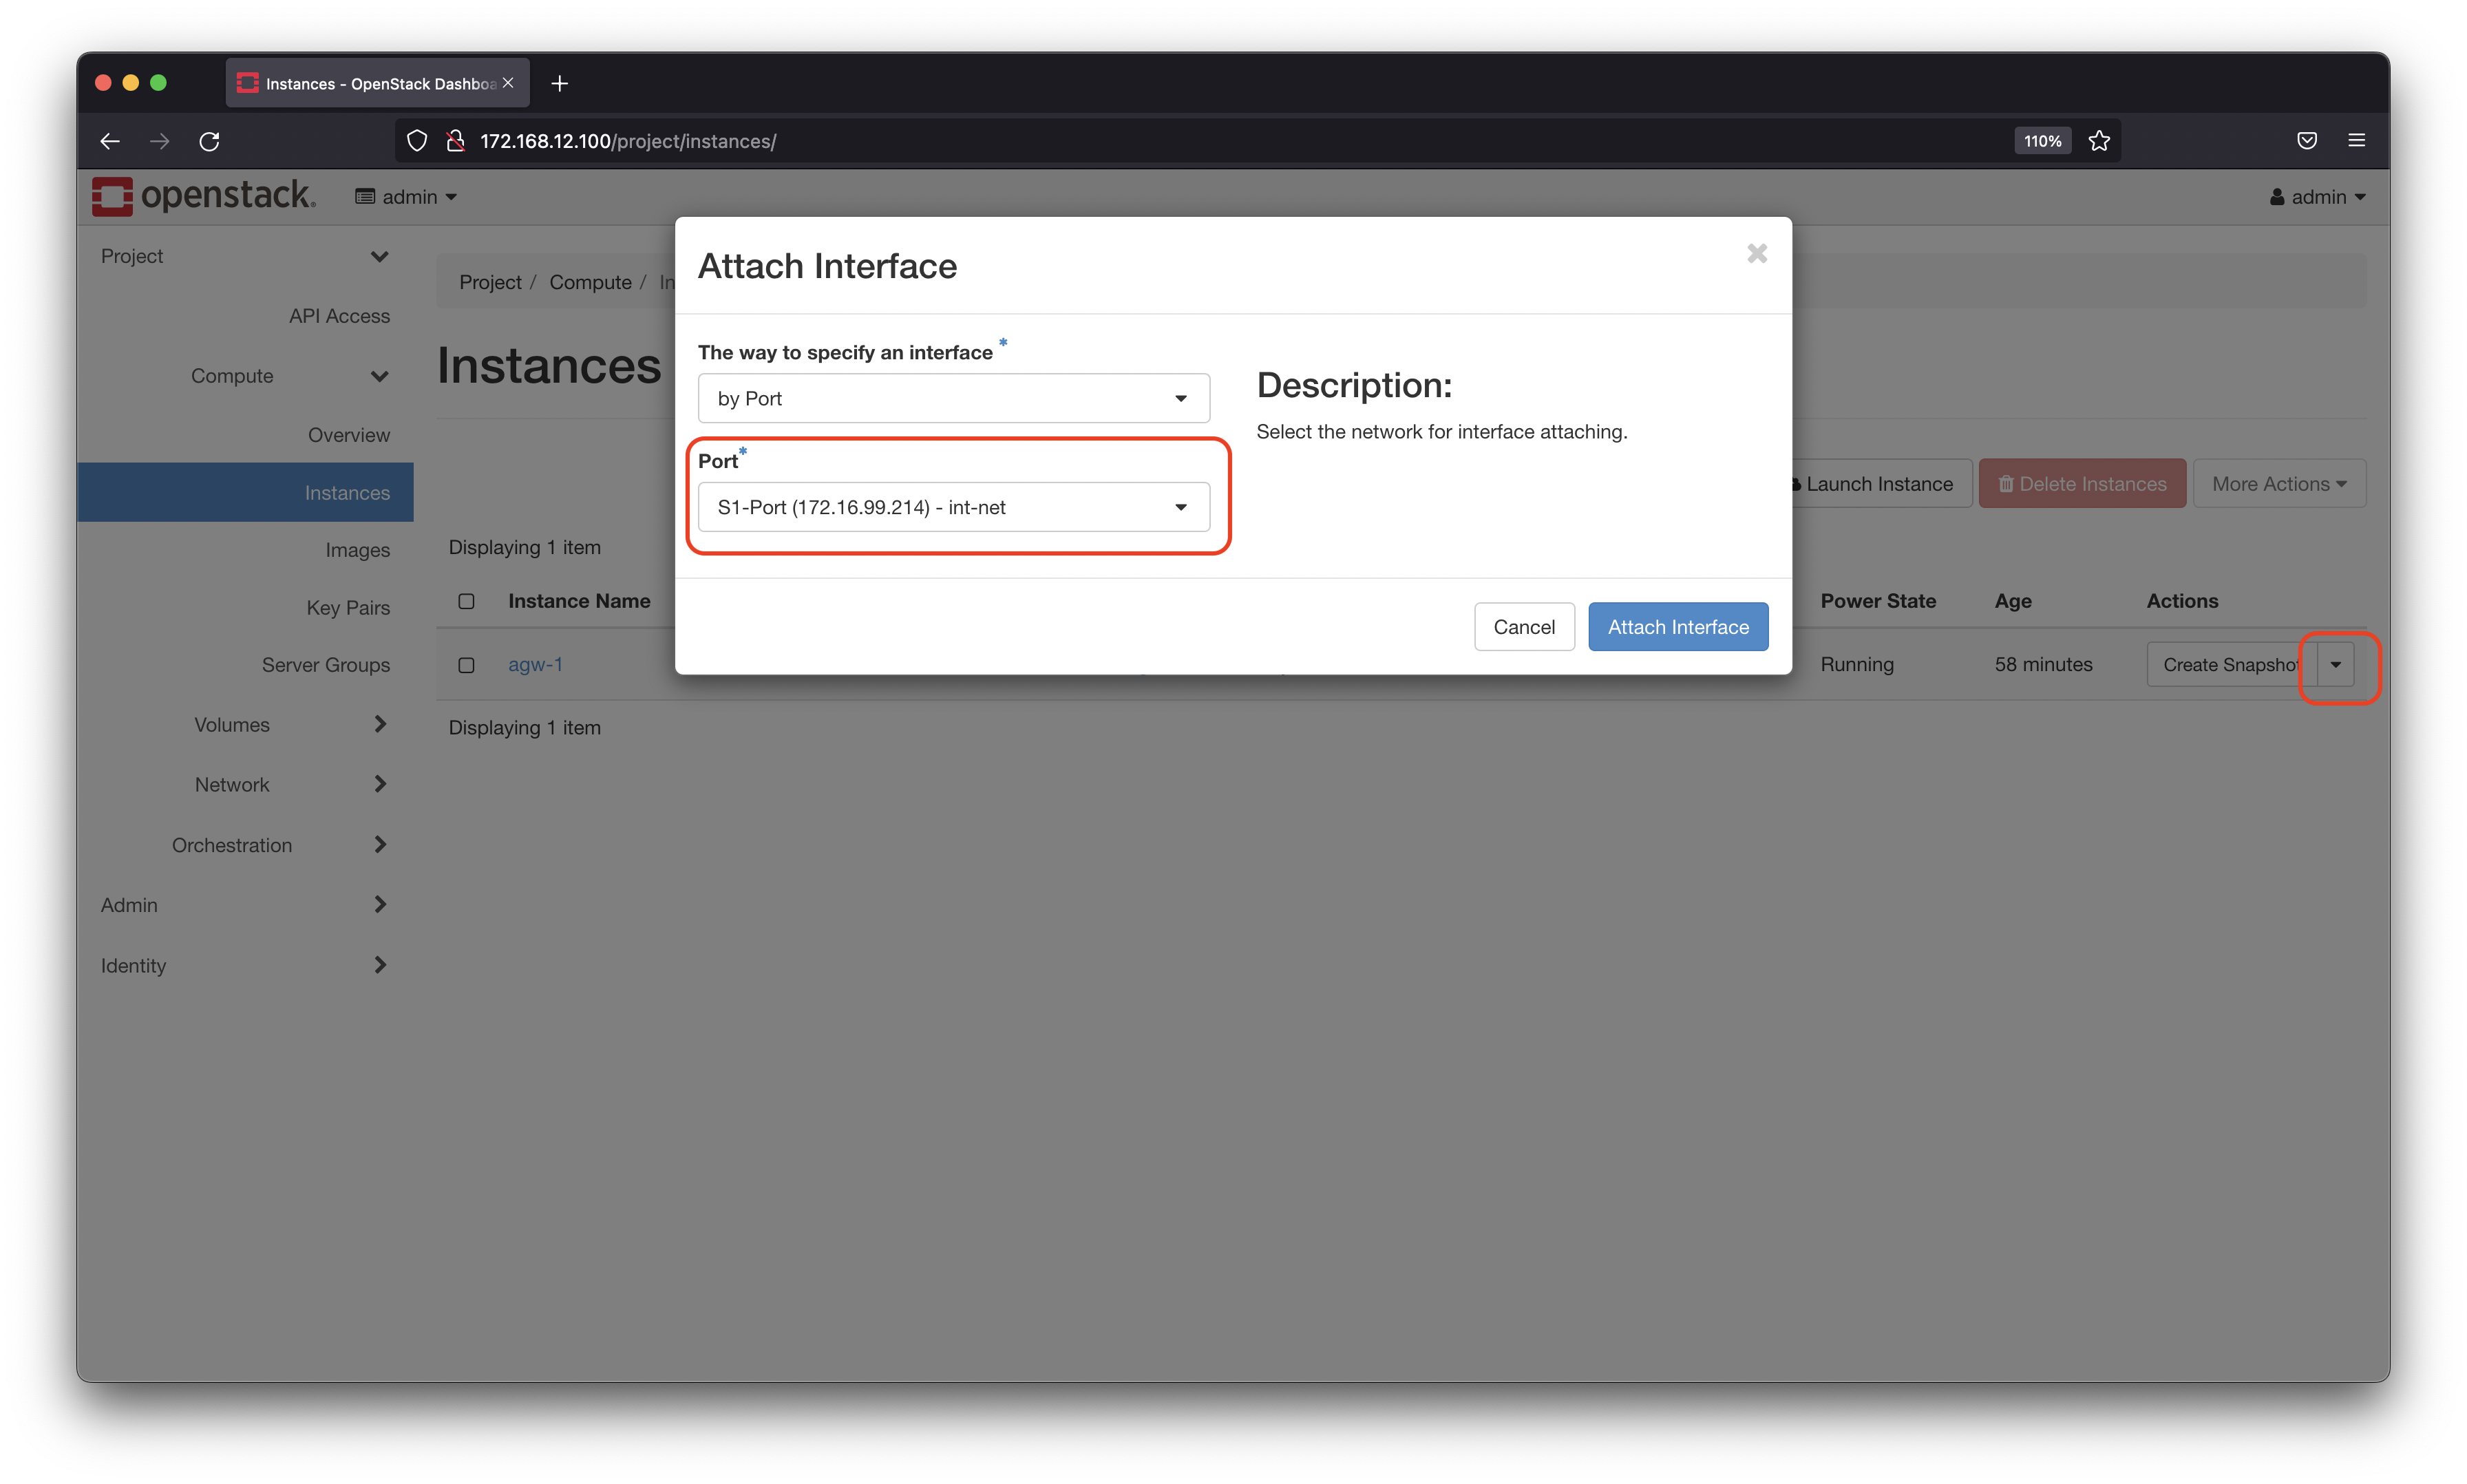 Instances - OpenStack Dashboa
172.168.12.100/project/instances/
110%
openstack.
admin
admin
Project
API Access
Compute
Overview
Instances
Images
Key Pairs
Server Groups
Volumes
Network
Orchestration
Admin
Identity
Project / Compute / In
Instances
Launch Instance
Delete Instances
More Actions
Displaying 1 item
Instance Name
Power State
Age
Actions
agw-1
Running
58 minutes
Create Snapshot
Displaying 1 item
Attach Interface
The way to specify an interface *
by Port
Port*
S1-Port (172.16.99.214) - int-net
Description:
Select the network for interface attaching.
Cancel
Attach Interface